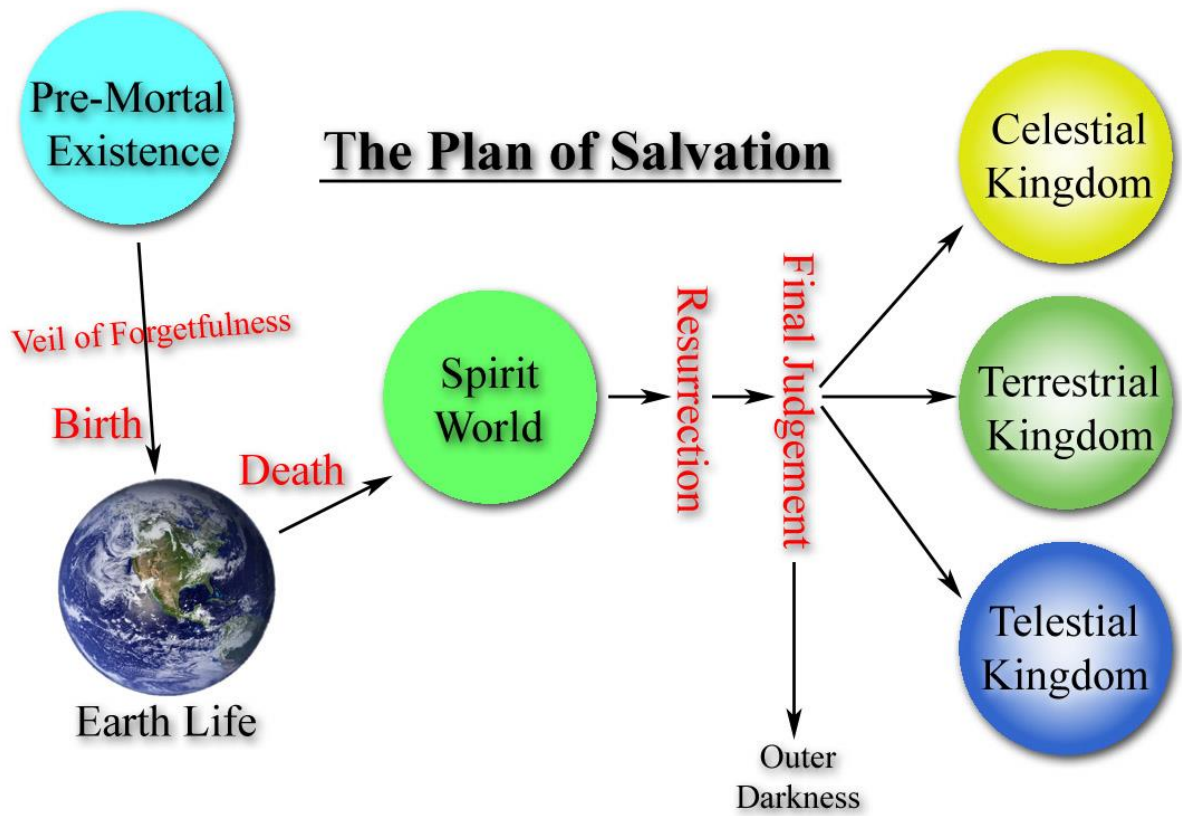 Pre-Mortal
Existence
The Plan of Salvation
Veil of Forgetfulness
Birth
Earth Life
Death
Spirit
World
Resurrection
Final Judgement
Celestial
Kingdom
Terrestrial
Kingdom
Telestial
Kingdom
Outer
Darkness